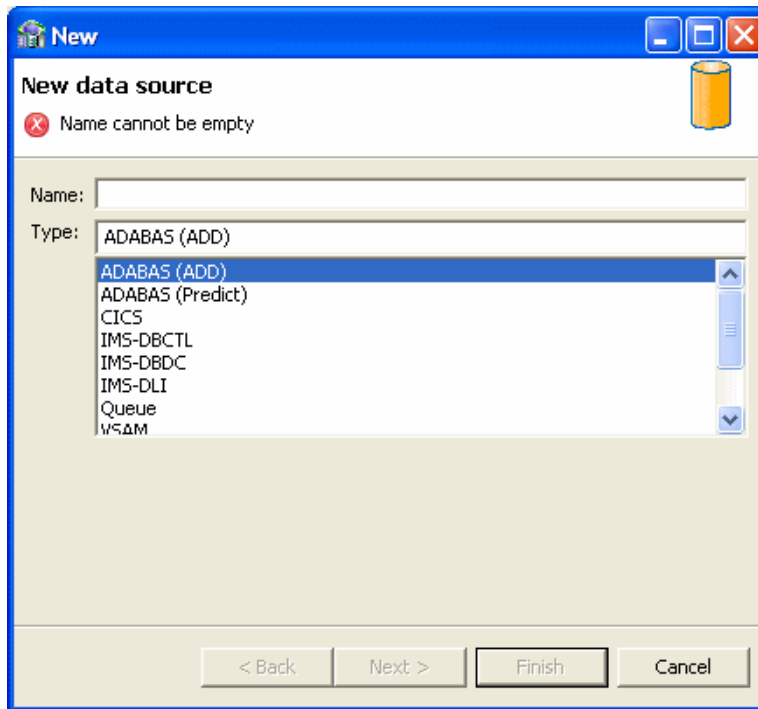 New
New data source
Name cannot be empty
Name:
Type: ADABAS (ADD)
ADABAS (ADD)
ADABAS (Predict)
CICS
IMS-DBCTL
IMS-DBDC
IMS-DLI
Queue
VSAM
< Back Next > Finish Cancel